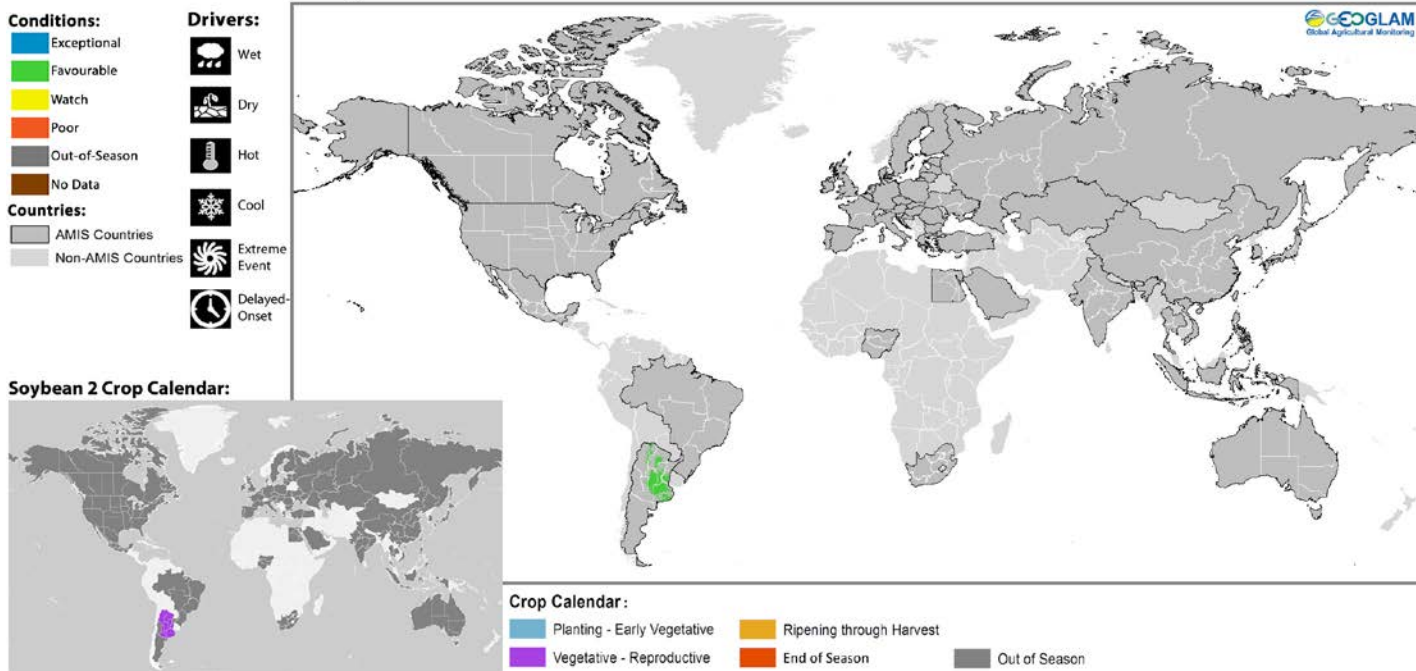 Conditions:
Exceptional
Favourable
Watch
Poor
Out-of-Season
No Data
Countries:
AMIS Countries
Non-AMIS Countries
Drivers:
Wet
Dry
Hot
Cool
Extreme
Event
Delayed-
Onset
GEOGLAM
Global Agricultural Monitoring
Soybean 2 Crop Calendar:
Crop Calendar :
Planting - Early Vegetative
Ripening through Harvest
Vegetative - Reproductive
End of Season
Out of Season